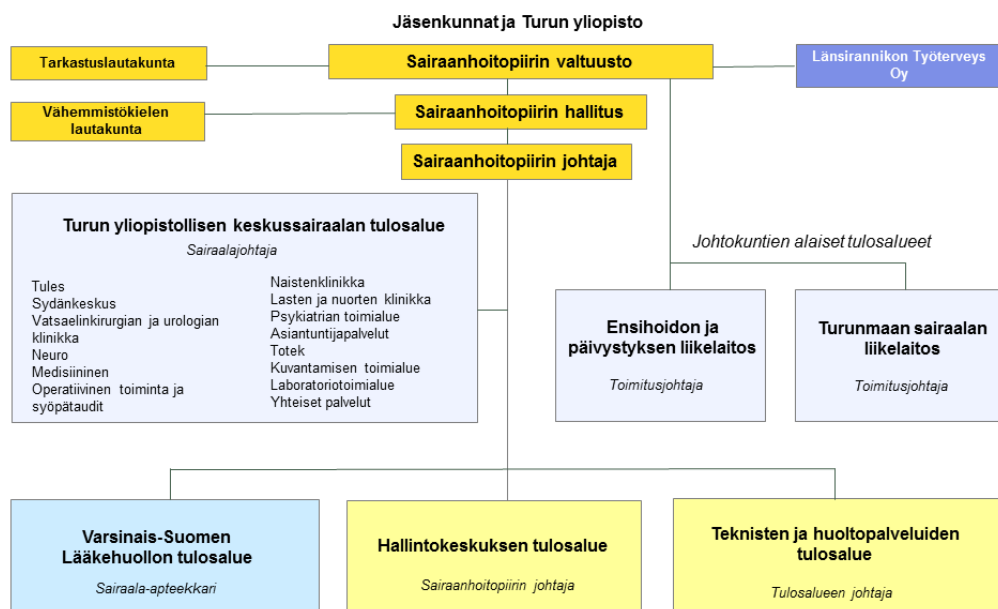 Jäsenkunnat ja Turun yliopisto
Tarkastuslautakunta
Sairaanhoitopiirin valtuusto
Länsirannikon Työterveys
Oy
Vähemmistökielen
lautakunta
Sairaanhoitopiirin hallitus
Sairaanhoitopiirin johtaja
Turun yliopistollisen keskussairaalan tulosalue
Sairaalajohtaja
Tules
Sydänkeskus
Vatsaelinkirurgian ja urologian
klinikka
Neuro
Medisiininen
Operatiivinen toiminta ja
syöpätaudit
Naistenklinikka
Lasten ja nuorten klinikka
Psykiatrian toimialue
Asiantuntijapalvelut
Totek
Kuvantamisen toimialue
Laboratoriotoimialue
Yhteiset palvelut
Johtokuntien alaiset tulosalueet
Ensihoidon ja
päivystyksen liikelaitos
Toimitusjohtaja
Turunmaan sairaalan
liikelaitos
Toimitusjohtaja
Varsinais-Suomen
Lääkehuollon tulosalue
Sairaala-apteekkari
Hallintokeskuksen tulosalue
Sairaanhoitopiirin johtaja
Teknisten ja huoltopalveluiden
tulosalue
Tulosalueen johtaja